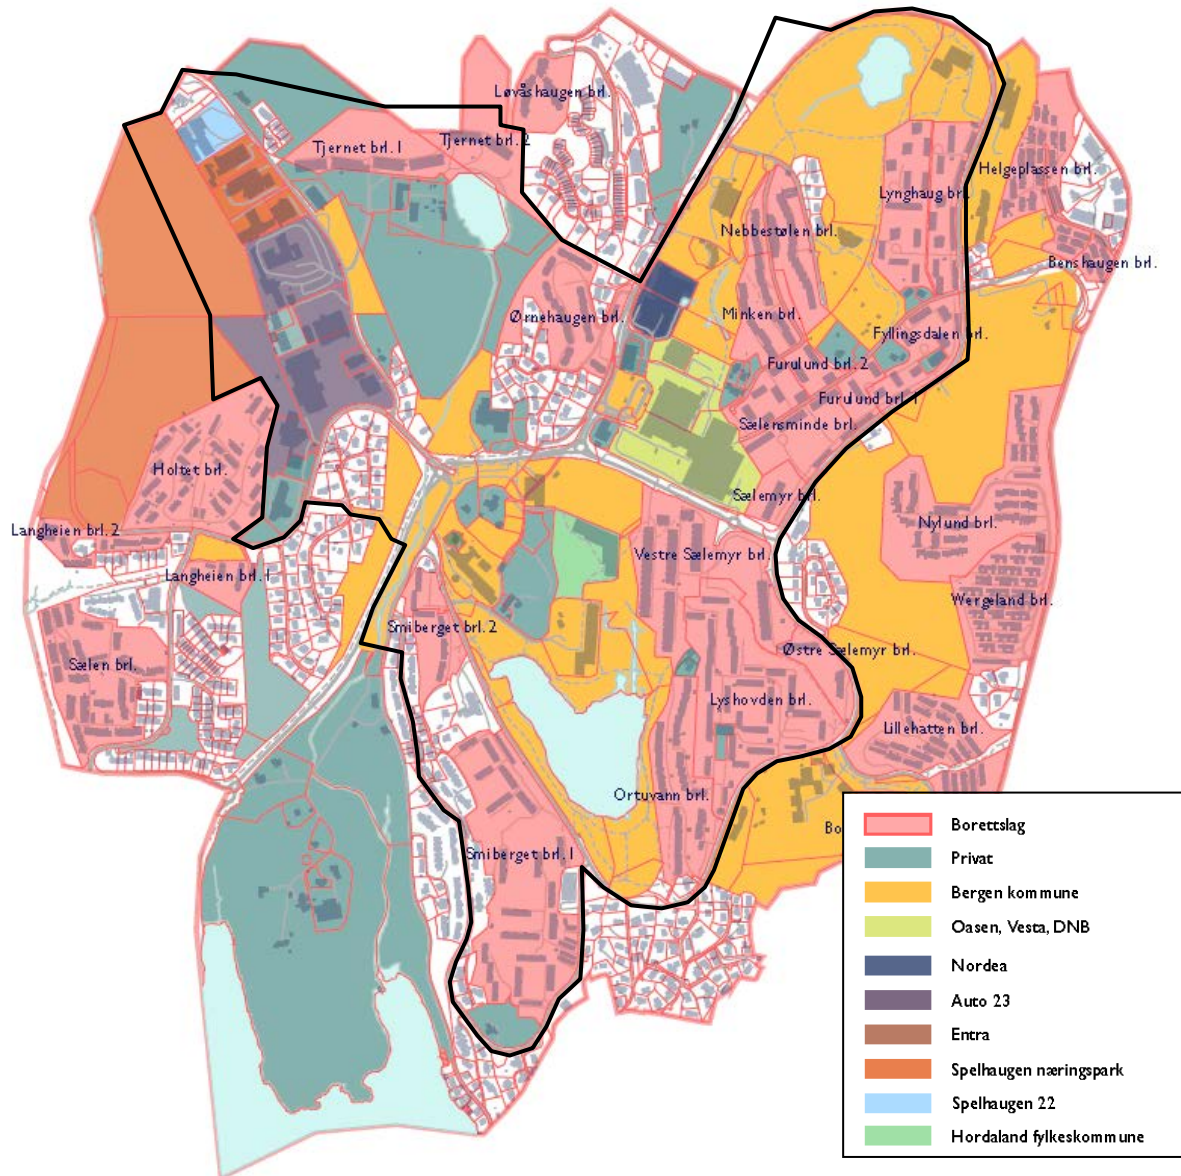 Løvåshaugen brl.
Tjernet brl. 2
Tjernet brl. 1
Helgeplassen brl.
Lynghaug brl.
Nebbestølen brl.
Benshaugen brl.
Ørnehaugen brl.
Minken brl.
Fyllingsdalen brl.
Furulund brl. 2
Furulund brl. 1
Sælensminde brl.
Holtet brl.
Sælemyr brl.
Nylund brl.
Langheien brl. 2
Vestre Sælemyr brl.
Langheien brl. 1
Wergeland brl.
Smiberget brl. 2
Østre Sælemyr brl.
Sælen brl.
Lyshovden brl.
Lillehatten brl.
Ortuvann brl.
Bo
Smiberget brl. 1
Borettslag
Privat
Bergen kommune
Oasen, Vesta, DNB
Nordea
Auto 23
Entra
Spelhaugen næringspark
Spelhaugen 22
Hordaland fylkeskommune